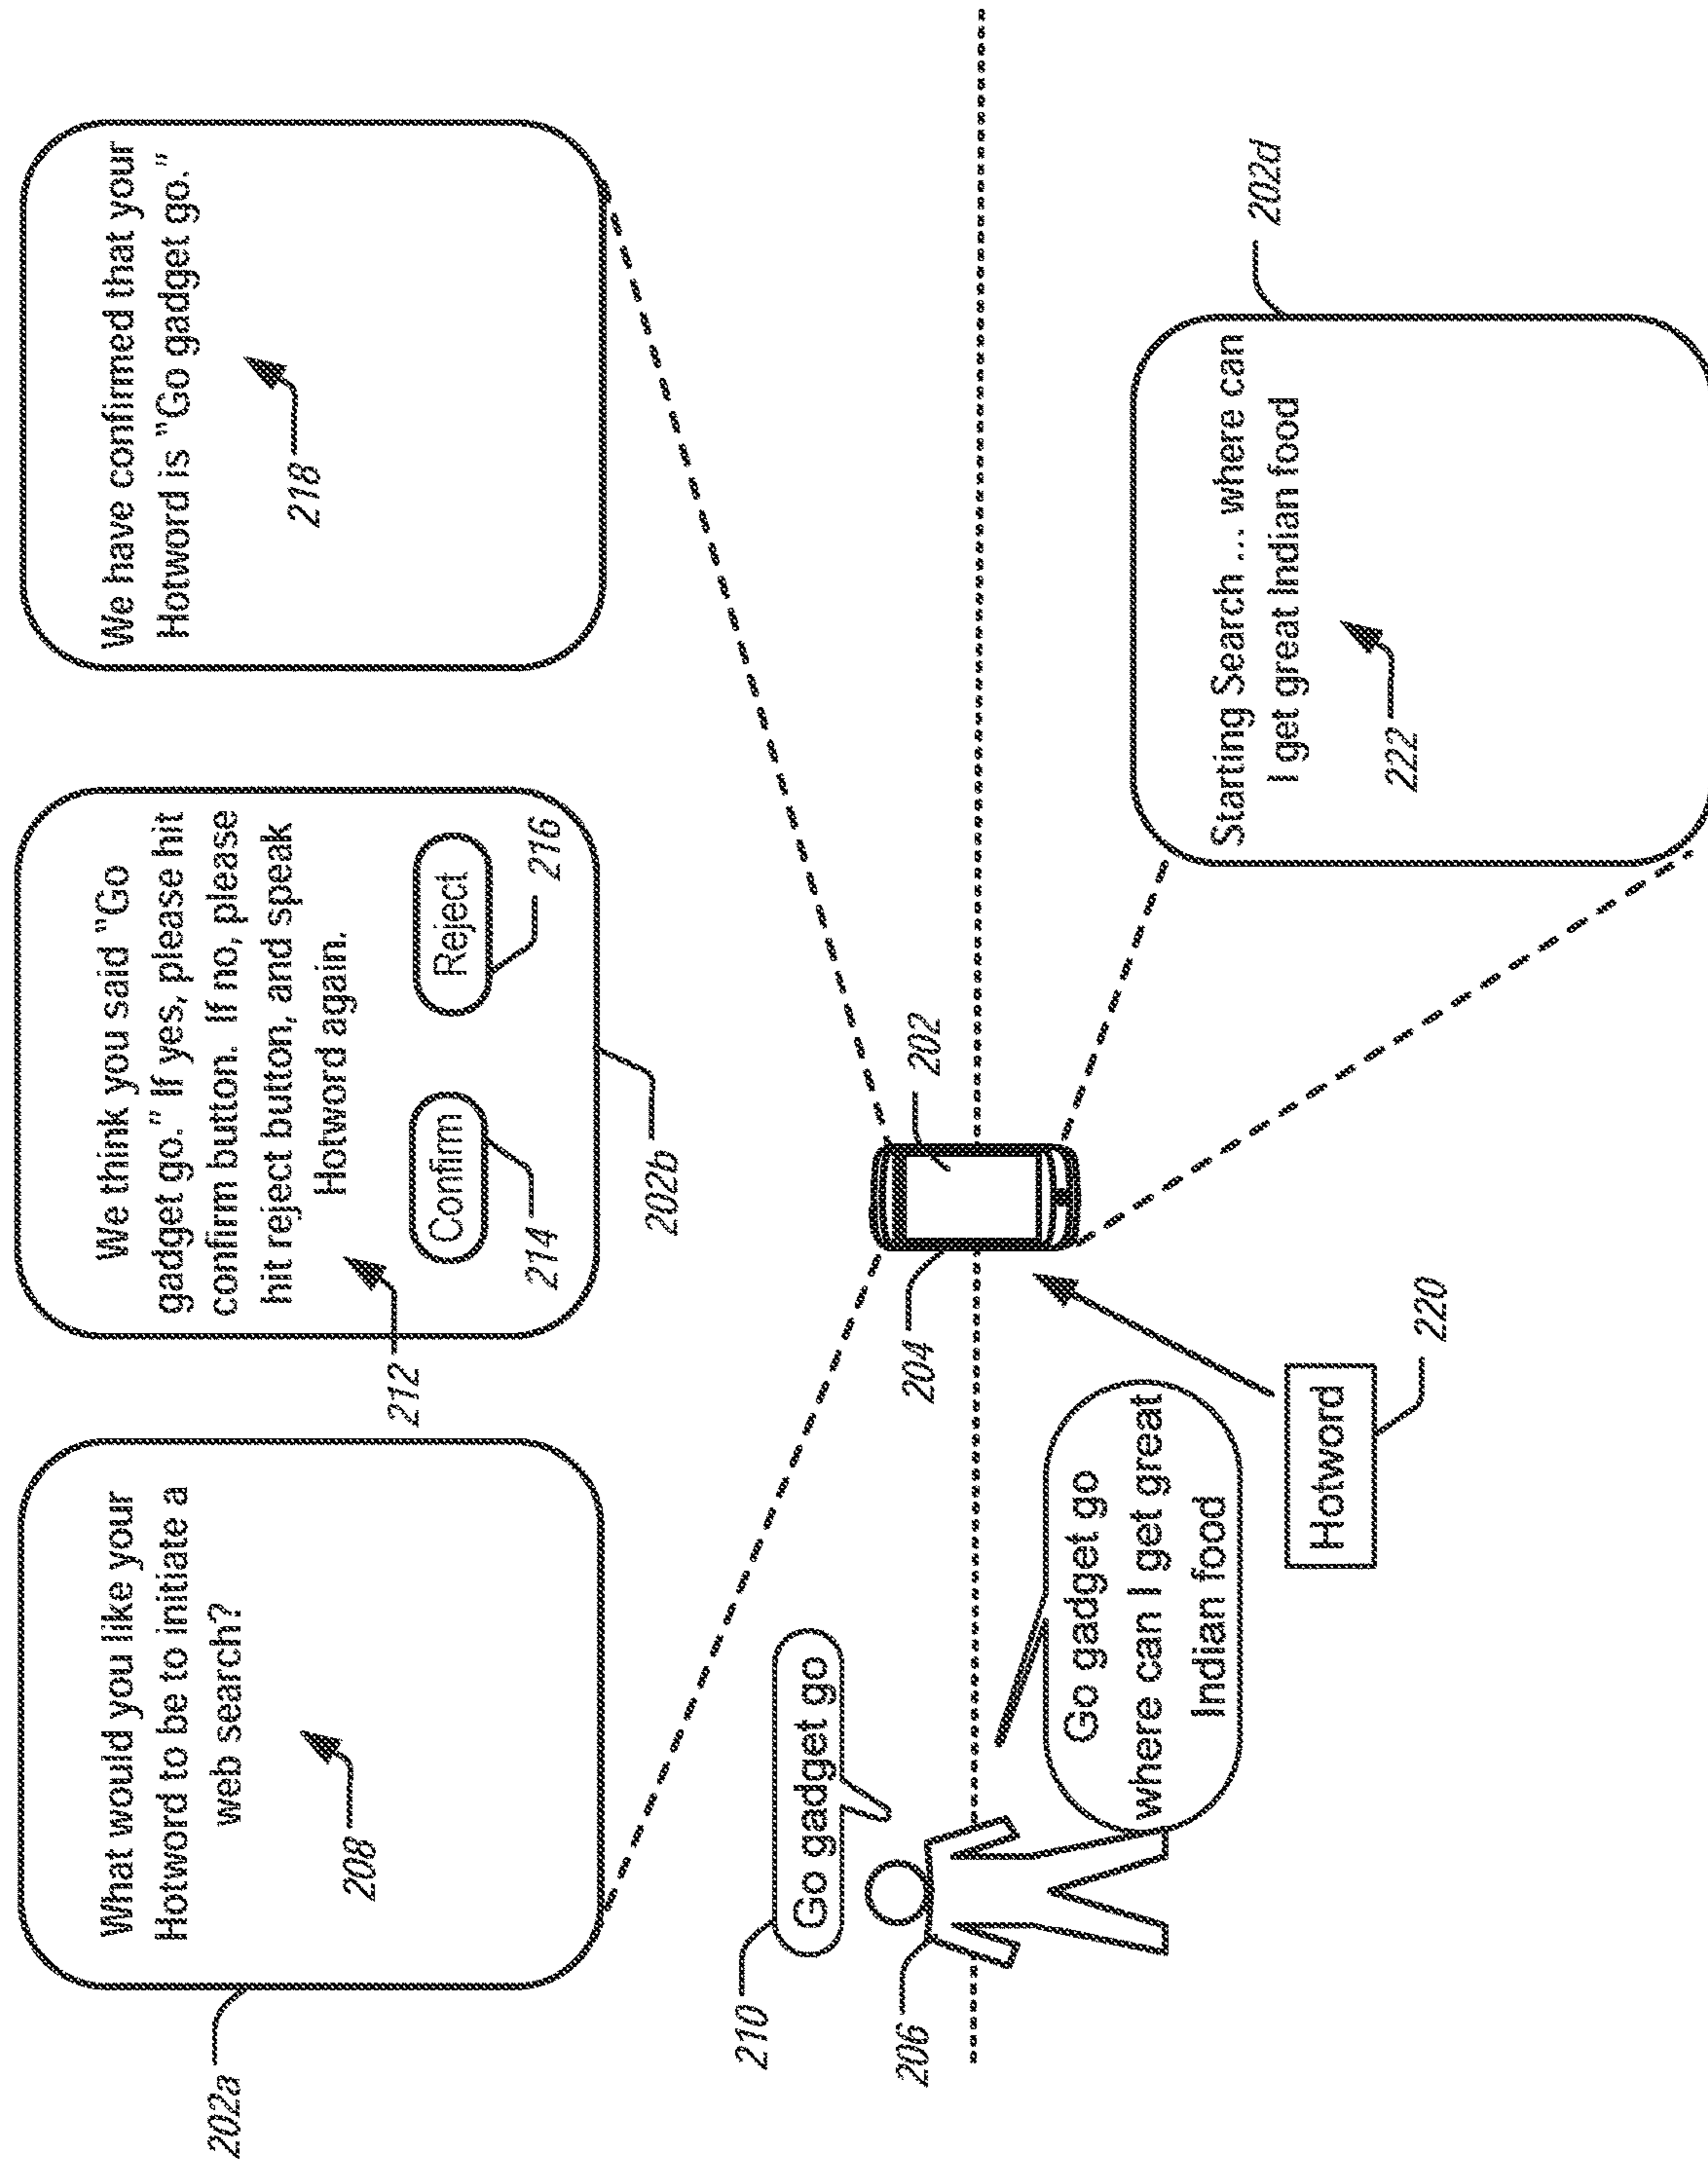 202a
What would you like your
Hotword to be to initiate a
web search?
208
We think you said "Go
gadget go." If yes, please hit
confirm button. If no, please
hit reject button, and speak
Hotword again.
212
Confirm
Reject
214
216
202b
We have confirmed that your
Hotword is "Go gadget go."
218
210
Go gadget go
206
204
202
Go gadget go
where can I get great
Indian food
Hotword
220
202d
Starting Search ... where can
I get great Indian food
222